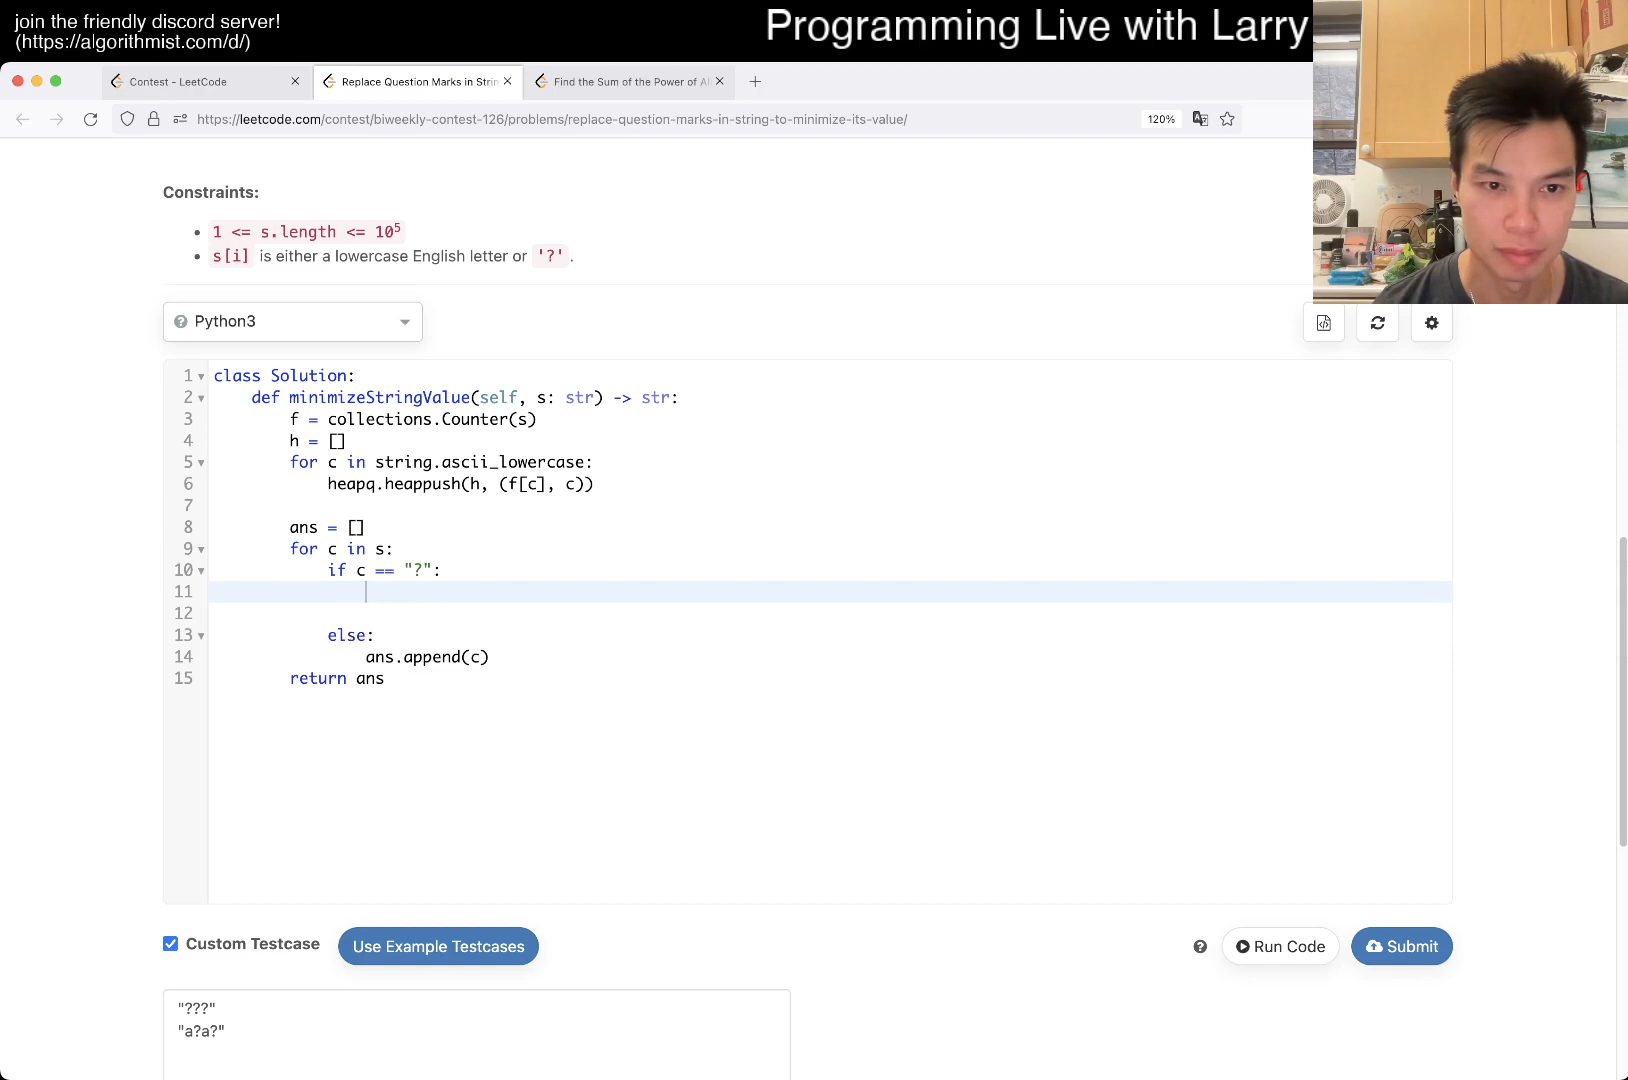 join the friendly discord server!
(https://algorithmist.com/d/)
Programming Live with Larry
Contest - LeetCode
Replace Question Marks in Strin
Find the Sum of the Power of Al
https://leetcode.com/contest/biweekly-contest-126/problems/replace-question-marks-in-string-to-minimize-its-value/
120%
Constraints:
1 <= s.length <= 10⁵
s[i] is either a lowercase English letter or '?'.
Python3
1 class Solution:
2 def minimizeStringValue(self, s: str) -> str:
3 f = collections.Counter(s)
4 h = []
5 for c in string.ascii_lowercase:
6 heapq.heappush(h, (f[c], c))
7
8 ans = []
9 for c in s:
10 if c == "?":
11
12
13 else:
14 ans.append(c)
15 return ans
Custom Testcase
Use Example Testcases
Run Code
Submit
"???"
"a?a?"